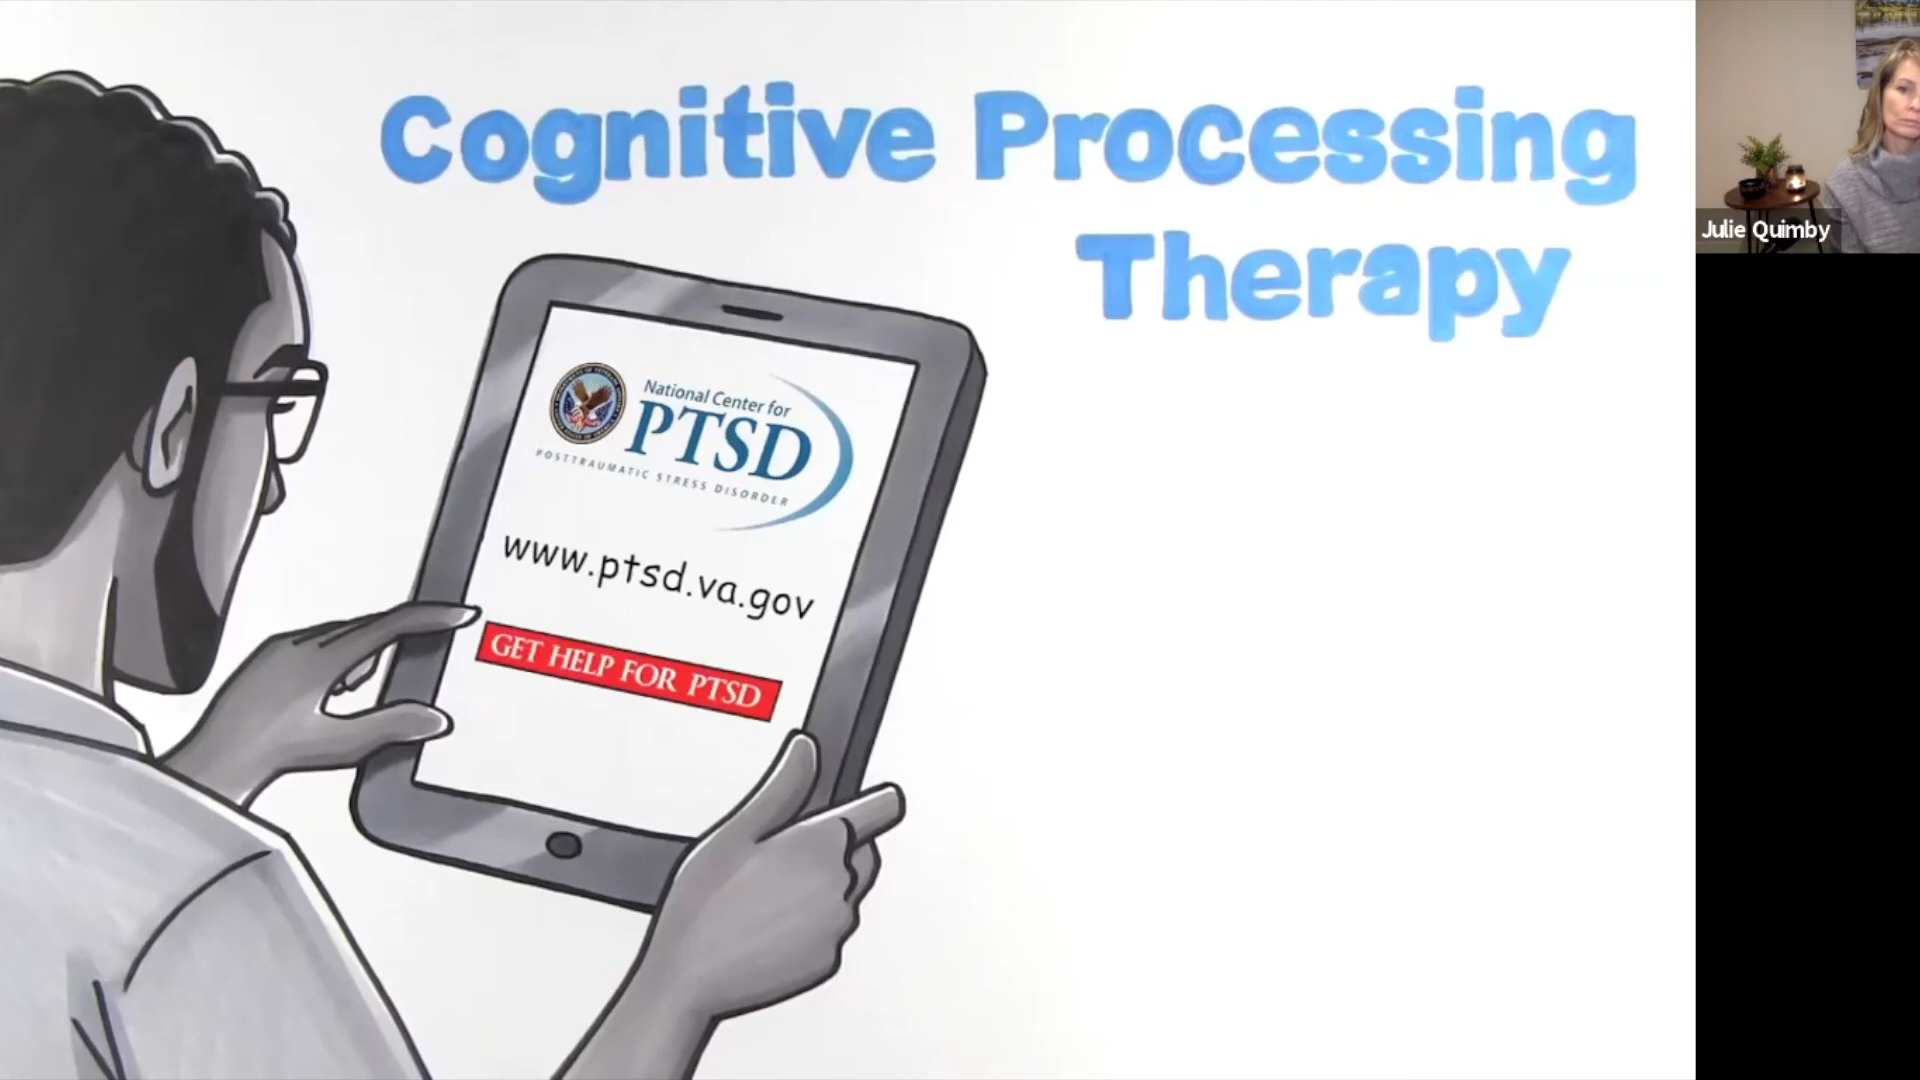 Cognitive Processing
Therapy
National Center for
PTSD
POSTTRAUMATIC STRESS DISORDER
www.ptsd.va.gov
GET HELP FOR PTSD
Julie Quimby